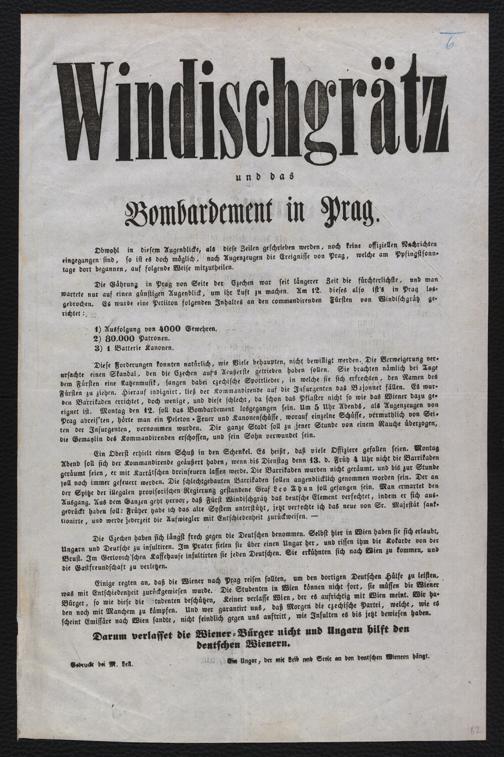 6
Windischgrätz
und das
Bombardement in Prag.
Obwohl in diesem Augenblicke, als diese Zeilen geschrieben werden, noch keine offiziellen Nachrichten
eingegangen sind, so ist es doch möglich, nach Augenzeugen die Ereignisse von Prag, welche am Pfingstsonn-
tage dort begannen, auf folgende Weise mitzutheilen.
Die Gährung in Prag von Seite der Czechen war seit längerer Zeit die fürchterlichste, und man
wartete nur auf einen günstigen Augenblick, um ihr Luft zu machen. Am 12. dieses also ist's in Prag los-
gebrochen. Es wurde eine Petition folgenden Inhaltes an den commandirenden Fürsten von Windischgrätz ge-
richtet:
1) Ausfolgung von 4000 Gewehren.
2) 80.000 Patronen.
3) 1 Batterie Kanonen.
Diese Forderungen konnten natürlich, wie Viele behaupten, nicht bewilligt werden. Die Verweigerung ver-
ursachte einen Skandal, den die Czechen auf's Aeußerste getrieben haben sollen. Sie brachten nämlich bei Tage
dem Fürsten eine Katzenmusik, sangen dabei czechische Spottlieder, in welche sie sich erfrechten, den Namen des
Fürsten zu ziehen. Hierauf indignirt, ließ der Commandirende auf die Insurgenten das Bajonnet fällen. Es wur-
den Barrikaden errichtet, doch wenige, und diese schlecht, da schon das Pflaster nicht so wie das Wiener dazu ge-
eignet ist. Montag den 12. soll das Bombardement losgegangen sein. Um 5 Uhr Abends, als Augenzeugen von
Prag abreis'ten, hörte man ein Peleton-Feuer und Kanonenschüsse, worauf einzelne Schüsse, vermuthlich von Sei-
ten der Insurgenten, vernommen wurden. Die ganze Stadt soll zu jener Stunde von einem Rauche überzogen,
die Gemaplin des Kommandirenden erschossen, und sein Sohn verwundet sein.
Ein Oberst erhielt einen Schuß in den Schenkel. Es heißt, daß viele Offiziere gefallen seien. Montag
Abend soll sich der Kommandirende geäußert haben, wenn bis Dienstag den 13. d. Früh 4 Uhr nicht die Barrikaden
geräumt seien, er mit Kartätschen dreinfeuern lassen werde. Die Barrikaden wurden nicht geräumt, und bis zur Stunde
soll noch immer gefeuert werden. Die schlechtgebauten Barrikaden sollen augenblicklich genommen worden sein. Der an
der Spitze der illegalen provisorischen Regierung gestandene Graf Leo Thun soll gefangen sein. Man erwartet den
Ausgang. Aus dem Ganzen geht hervor, daß Fürst Windischgrätz das deutsche Element verfechtet, indem er sich aus-
gedrückt haben soll: Früher habe ich das alte System unterstützt, jetzt verfechte ich das neue von Sr. Majestät sank-
tionirte, und werde jederzeit die Aufwiegler mit Entschiedenheit zurückweisen. —
Die Czechen haben sich längst frech gegen die Deutschen benommen. Selbst hier in Wien haben sie sich erlaubt,
Ungarn und Deutsche zu insultiren. Im Prater fielen sie über einen Ungar her, und rissen ihm die Kokarde von der
Brust. Im Gerlovich'schen Kaffehause insultirten sie jeden Deutschen. Sie erkühnten sich nach Wien zu kommen, und
die Gastfreundschaft zu verletzen.
Einige regten an, daß die Wiener nach Prag reisen sollten, um den dortigen Deutschen Hülfe zu leisten,
was mit Entschiedenheit zurückgewiesen wurde. Die Studenten in Wien können nicht fort, sie müssen die Wiener
Bürger, so wie diese die tudenten beschützen, Keiner verlasse Wien, der es aufrichtig mit Wien meint. Wir ha-
ben noch mit Manchem zu kämpfen. Und wer garantirt uns, daß Morgen die czechische Partei, welche, wie es
scheint Emissäre nach Wien sandte, nicht feindlich gegen uns auftritt, wie Insulten es bis jetzt bewiesen haben.
Darum verlasset die Wiener-Bürger nicht und Ungarn hilft den
deutschen Wienern.
Gedruckt bei M. Lell.
Ein Ungar, der mit Leib und Seele an den deutschen Wienern hängt.